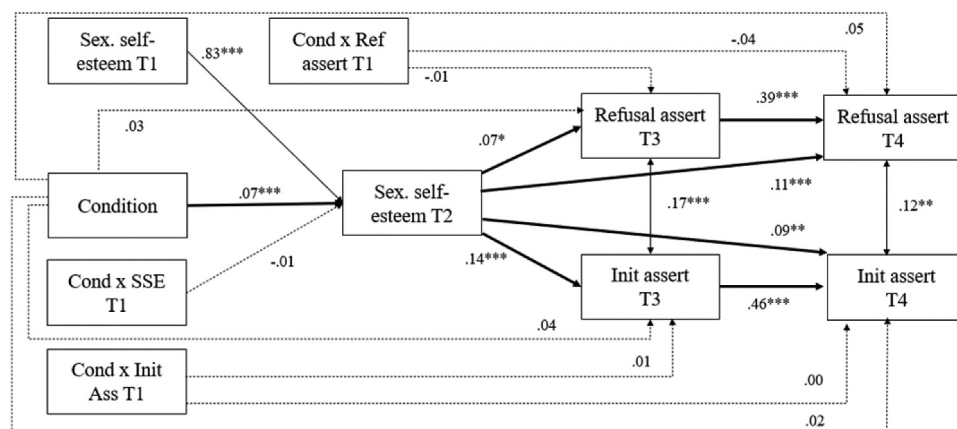 Sex. self-
esteem T1
.83***
Cond x Ref
assert T1
-.04
.05
-.01
.03
Refusal assert
T3
.39***
Refusal assert
T4
.07*
Condition
.07***
Sex. self-
esteem T2
.11***
.17***
.12**
.09**
-.01
.14***
Cond x SSE
T1
Init assert
T3
.46***
Init assert
T4
.04
Cond x Init
Ass T1
.01
.00
.02